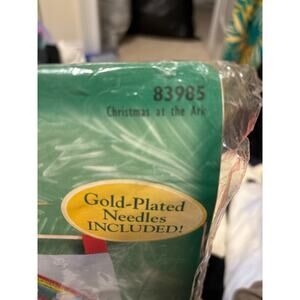 83985
Christmas at the Ark
Gold-Plated
Needles
INCLUDED!